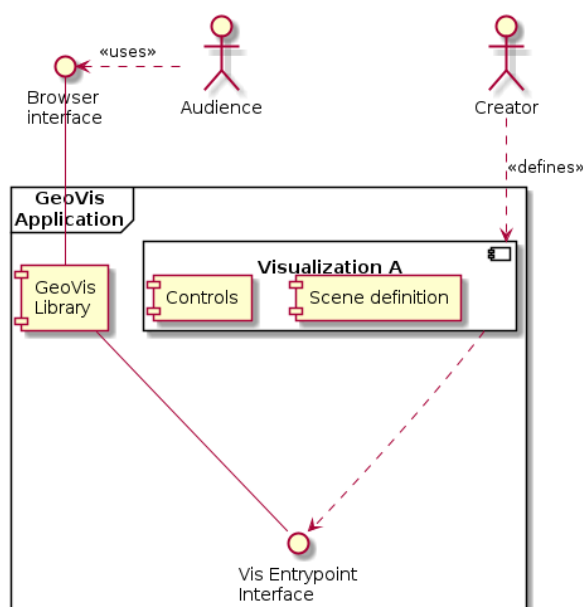 «uses»
Browser
interface
Audience
Creator
«defines»
GeoVis
Application
Visualization A
GeoVis
Library
Controls
Scene definition
Vis Entrypoint
Interface